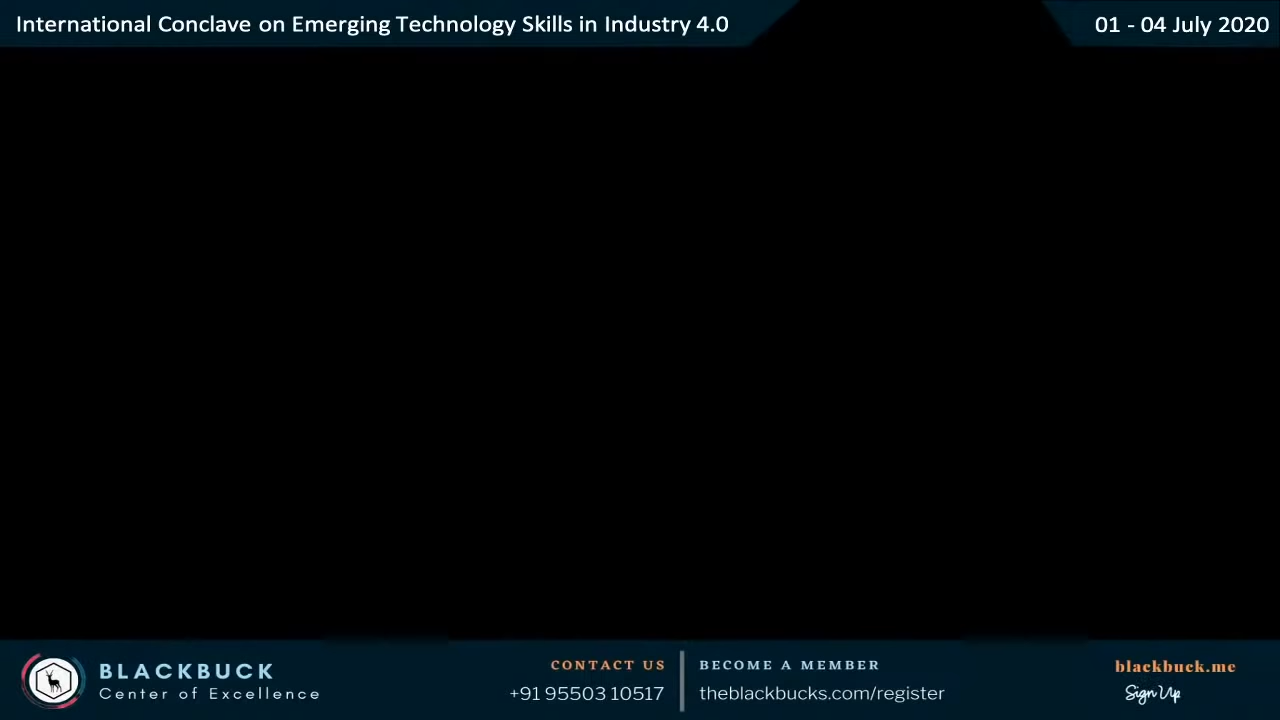 International Conclave on Emerging Technology Skills in Industry 4.0
01 - 04 July 2020
BLACKBUCK
Center of Excellence
CONTACT US
+91 95503 10517
BECOME A MEMBER
theblackbucks.com/register
blackbuck.me
Sign Up